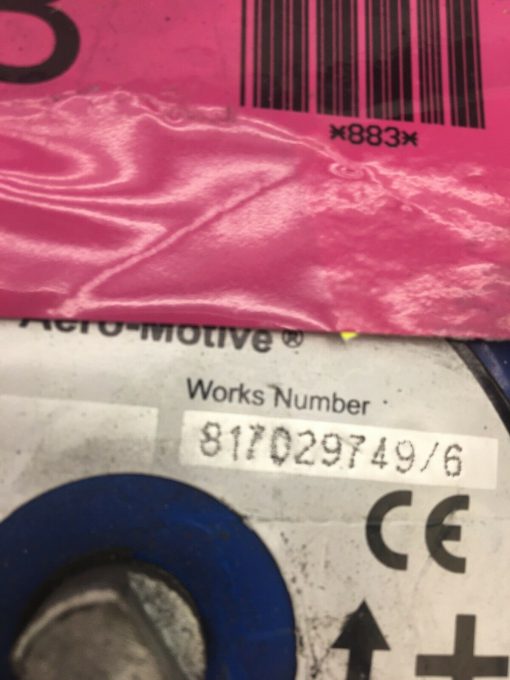 *883*
Aero-Motive®
Works Number
817029749/6
CE